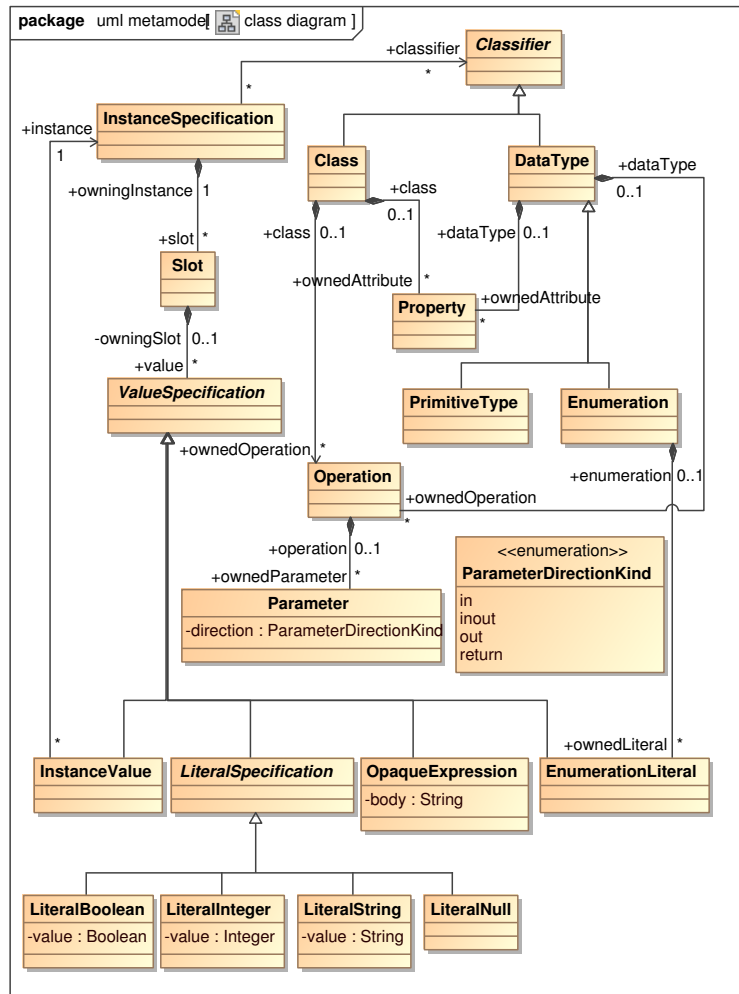 package uml metamodel[ class diagram ]
+classifier
*
Classifier
*
InstanceSpecification
+instance
1
+owningInstance 1
+slot *
Slot
-owningSlot 0..1
+value *
ValueSpecification
Class
+class
0..1
+class 0..1
+ownedAttribute *
DataType
+dataType
0..1
+dataType 0..1
+ownedAttribute
*
Property
PrimitiveType
Enumeration
+enumeration 0..1
+ownedOperation *
Operation
+ownedOperation
*
+operation 0..1
+ownedParameter *
Parameter
-direction : ParameterDirectionKind
<<enumeration>>
ParameterDirectionKind
in
inout
out
return
*
+ownedLiteral *
InstanceValue
LiteralSpecification
OpaqueExpression
-body : String
EnumerationLiteral
LiteralBoolean
-value : Boolean
LiteralInteger
-value : Integer
LiteralString
-value : String
LiteralNull